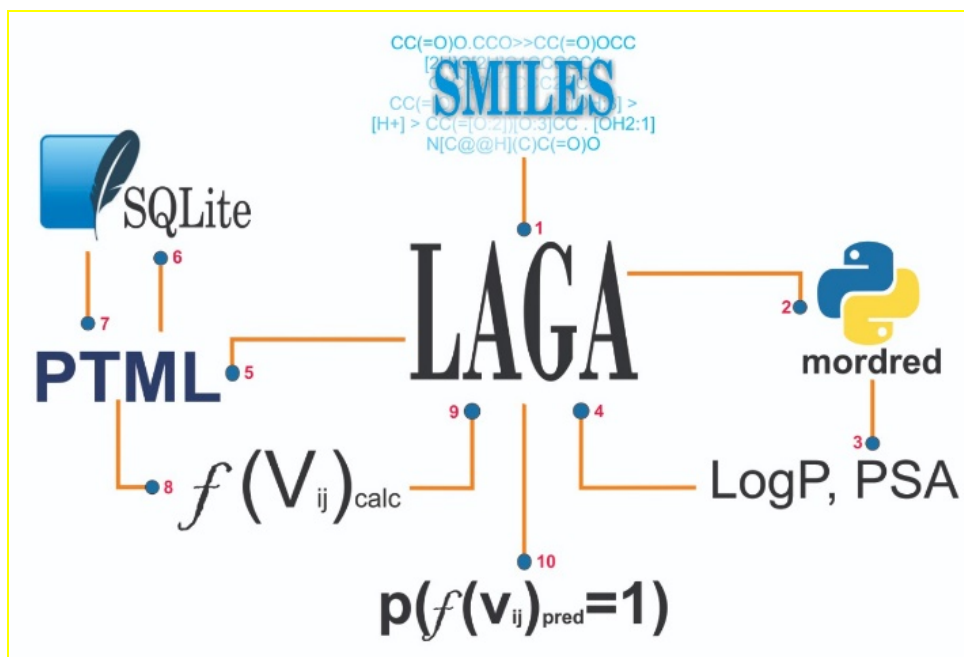 CC(=O)O.CCO>>CC(=O)OCC
SMILES
[H+] > CC(=[O:2])[O:3]CC . [OH2:1]
N[C@@H](C)C(=O)O
SQLite
1
6
LAGA
2
7
mordred
PTML
5
9
4
3
8
f(Vij)calc
LogP, PSA
10
p(f(vij)pred=1)